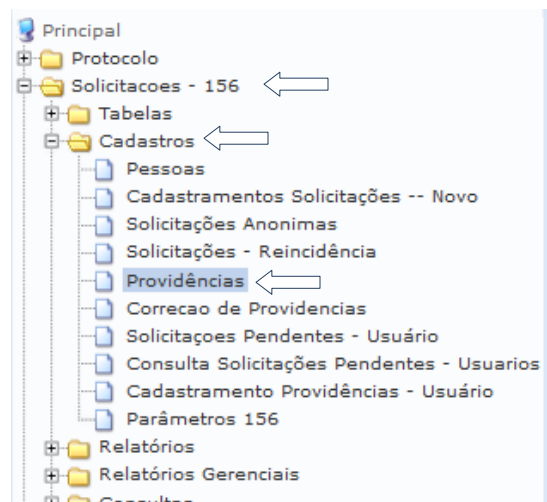 Principal
Protocolo
Solicitacoes - 156
Tabelas
Cadastros
Pessoas
Cadastramentos Solicitações -- Novo
Solicitações Anonimas
Solicitações - Reincidência
Providências
Correcao de Providencias
Solicitaçoes Pendentes - Usuário
Consulta Solicitações Pendentes - Usuarios
Cadastramento Providências - Usuário
Parâmetros 156
Relatórios
Relatórios Gerenciais
Consultas